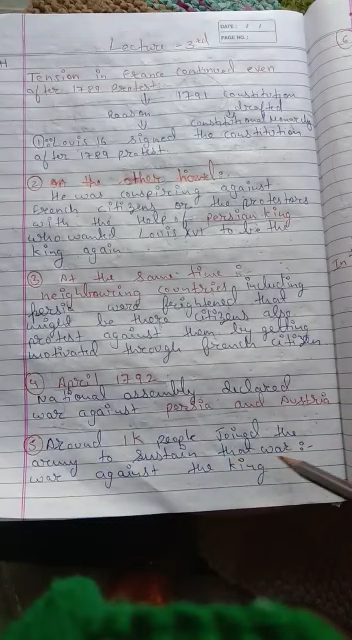 DATE: / /
PAGE NO.:
Lecture - 3rd
Tension in France continued even
after 1789 protest.
1791 constitution
drafted
Reason
is
constitutional monarchy
① Louis 16 signed the constitution
after 1789 protest
② On the other hand:-
He was conspiring against
French citizens or the protestors
with the help of persian king
who wanted Louis XVI to be the
king again
③ At the same time :-
neighbouring countries including
persia were frightened that
might be there citizens also
protest against them by getting
motivated through french citizen
④ April 1792
National assembly declared
war against persia and Austria
⑤ Around 1K people Joined the
army to sustain that war :-
war against the king
6
In